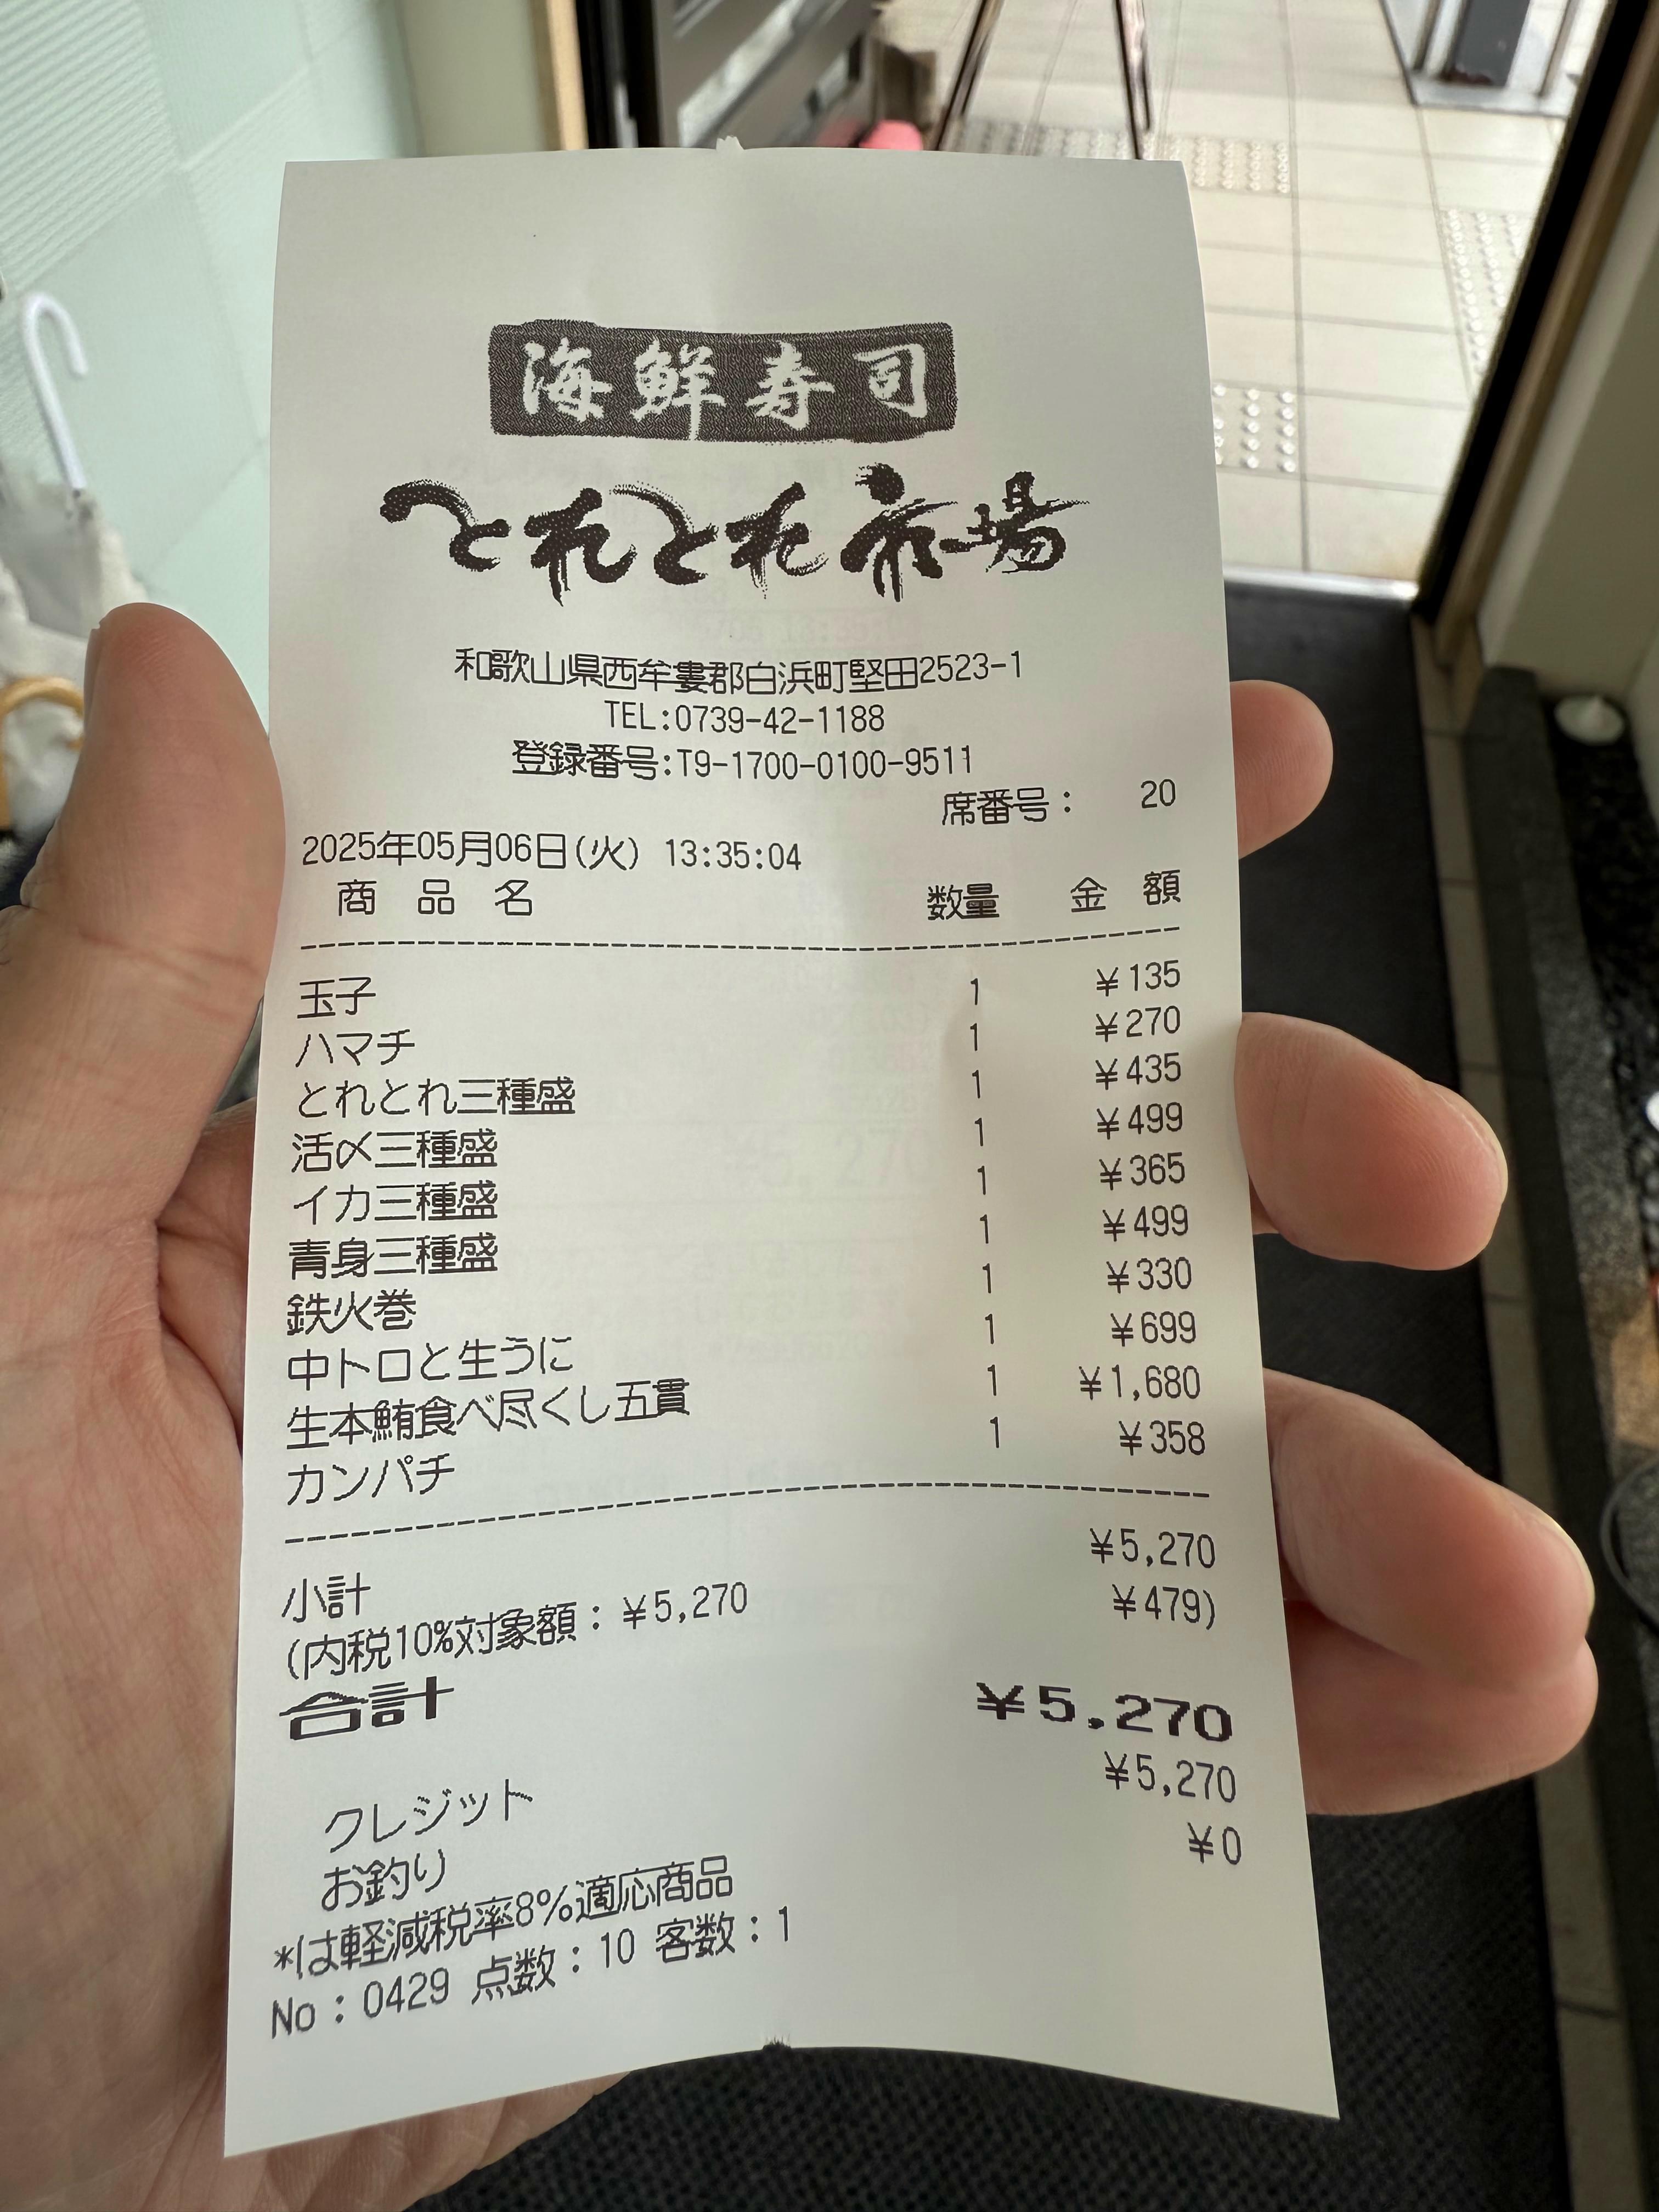 海鮮寿司
とれとれ市場
和歌山県西牟婁郡白浜町堅田2523-1
TEL:0739-42-1188
登録番号:T9-1700-0100-9511
席番号: 20
2025年05月06日(火) 13:35:04
商 品 名 数量 金 額
玉子 1 ¥135
ハマチ 1 ¥270
とれとれ三種盛 1 ¥435
活〆三種盛 1 ¥499
イカ三種盛 1 ¥365
青身三種盛 1 ¥499
鉄火巻 1 ¥330
中トロと生うに 1 ¥699
生本鮪食べ尽くし五貫 1 ¥1,680
カンパチ 1 ¥358
小計 ¥5,270
(内税10%対象額:¥5,270 ¥479)
合計 ¥5,270
クレジット ¥5,270
お釣り ¥0
*は軽減税率8%適応商品
No:0429 点数:10 客数:1